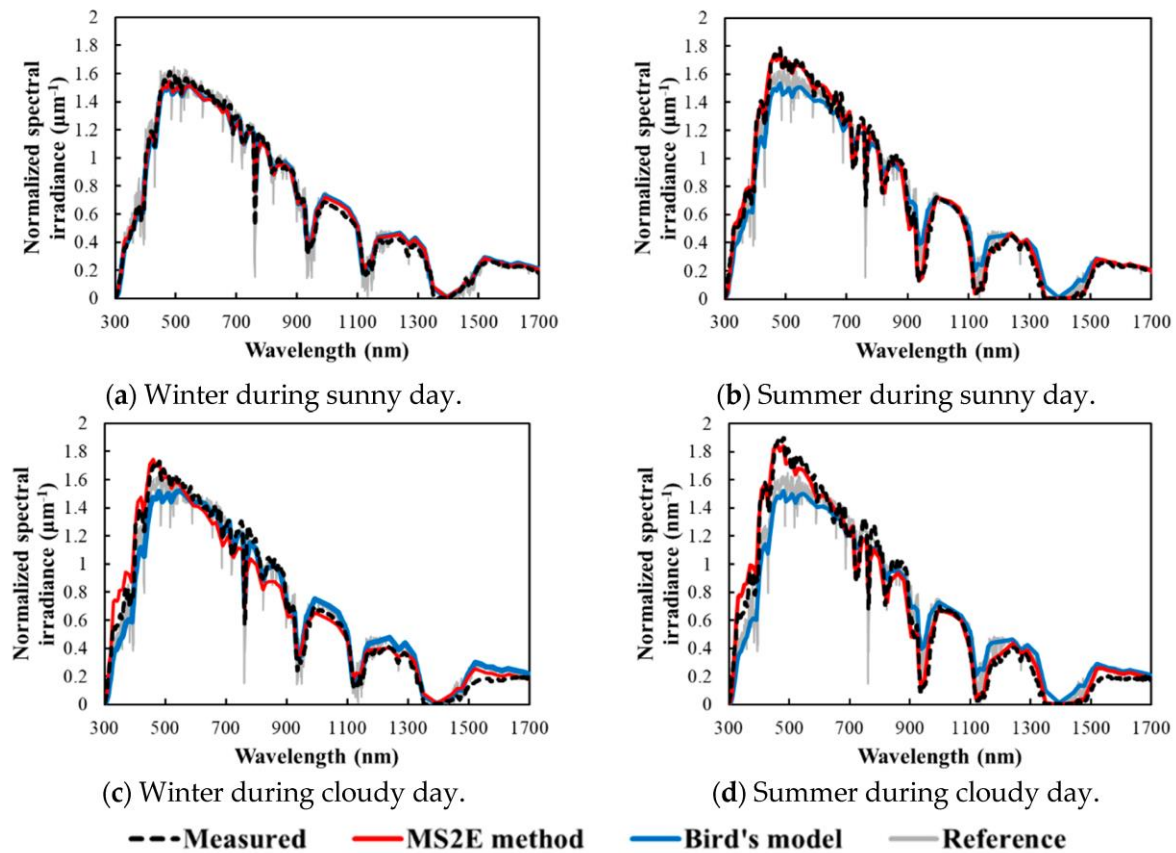 2
1.8
1.6
1.4
1.2
1
0.8
0.6
0.4
0.2
0
Normalized spectral
irradiance (μm⁻¹)
300 500 700 900 1100 1300 1500 1700
Wavelength (nm)
(a) Winter during sunny day.
2
1.8
1.6
1.4
1.2
1
0.8
0.6
0.4
0.2
0
Normalized spectral
irradiance (μm⁻¹)
300 500 700 900 1100 1300 1500 1700
Wavelength (nm)
(b) Summer during sunny day.
2
1.8
1.6
1.4
1.2
1
0.8
0.6
0.4
0.2
0
Normalized spectral
irradiance (μm⁻¹)
300 500 700 900 1100 1300 1500 1700
Wavelength (nm)
(c) Winter during cloudy day.
2
1.8
1.6
1.4
1.2
1
0.8
0.6
0.4
0.2
0
Normalized spectral
irradiance (μm⁻¹)
300 500 700 900 1100 1300 1500 1700
Wavelength (nm)
(d) Summer during cloudy day.
Measured MS2E method Bird's model Reference